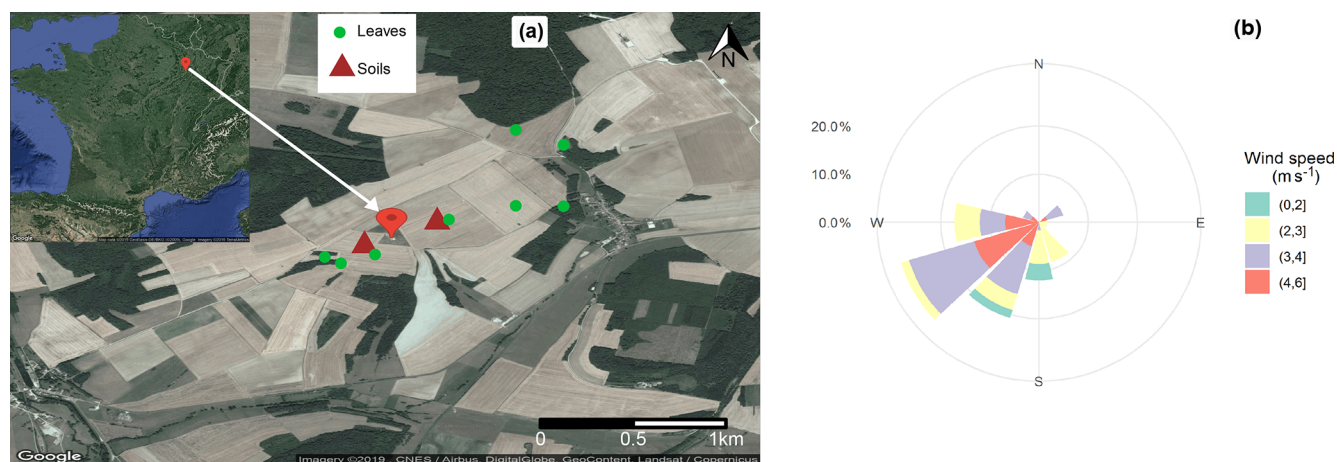 (a)
Leaves
Soils
N
Google
0
0.5
1km
Google
Imagery ©2019 , CNES / Airbus, DigitalGlobe, GeoContent, Landsat / Copernicus
(b)
N
20.0%
10.0%
0.0%
W
E
S
Wind speed
(m s-1)
(0,2]
(2,3]
(3,4]
(4,6]